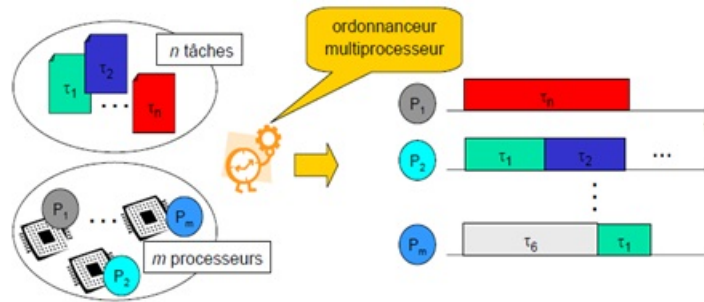 ordonnanceur
multiprocesseur
n tâches
τ1
τ2
...
τn
P1
...
Pm
P2
m processeurs
P1
τn
P2
τ1
τ2
...
Pm
τ6
τ1